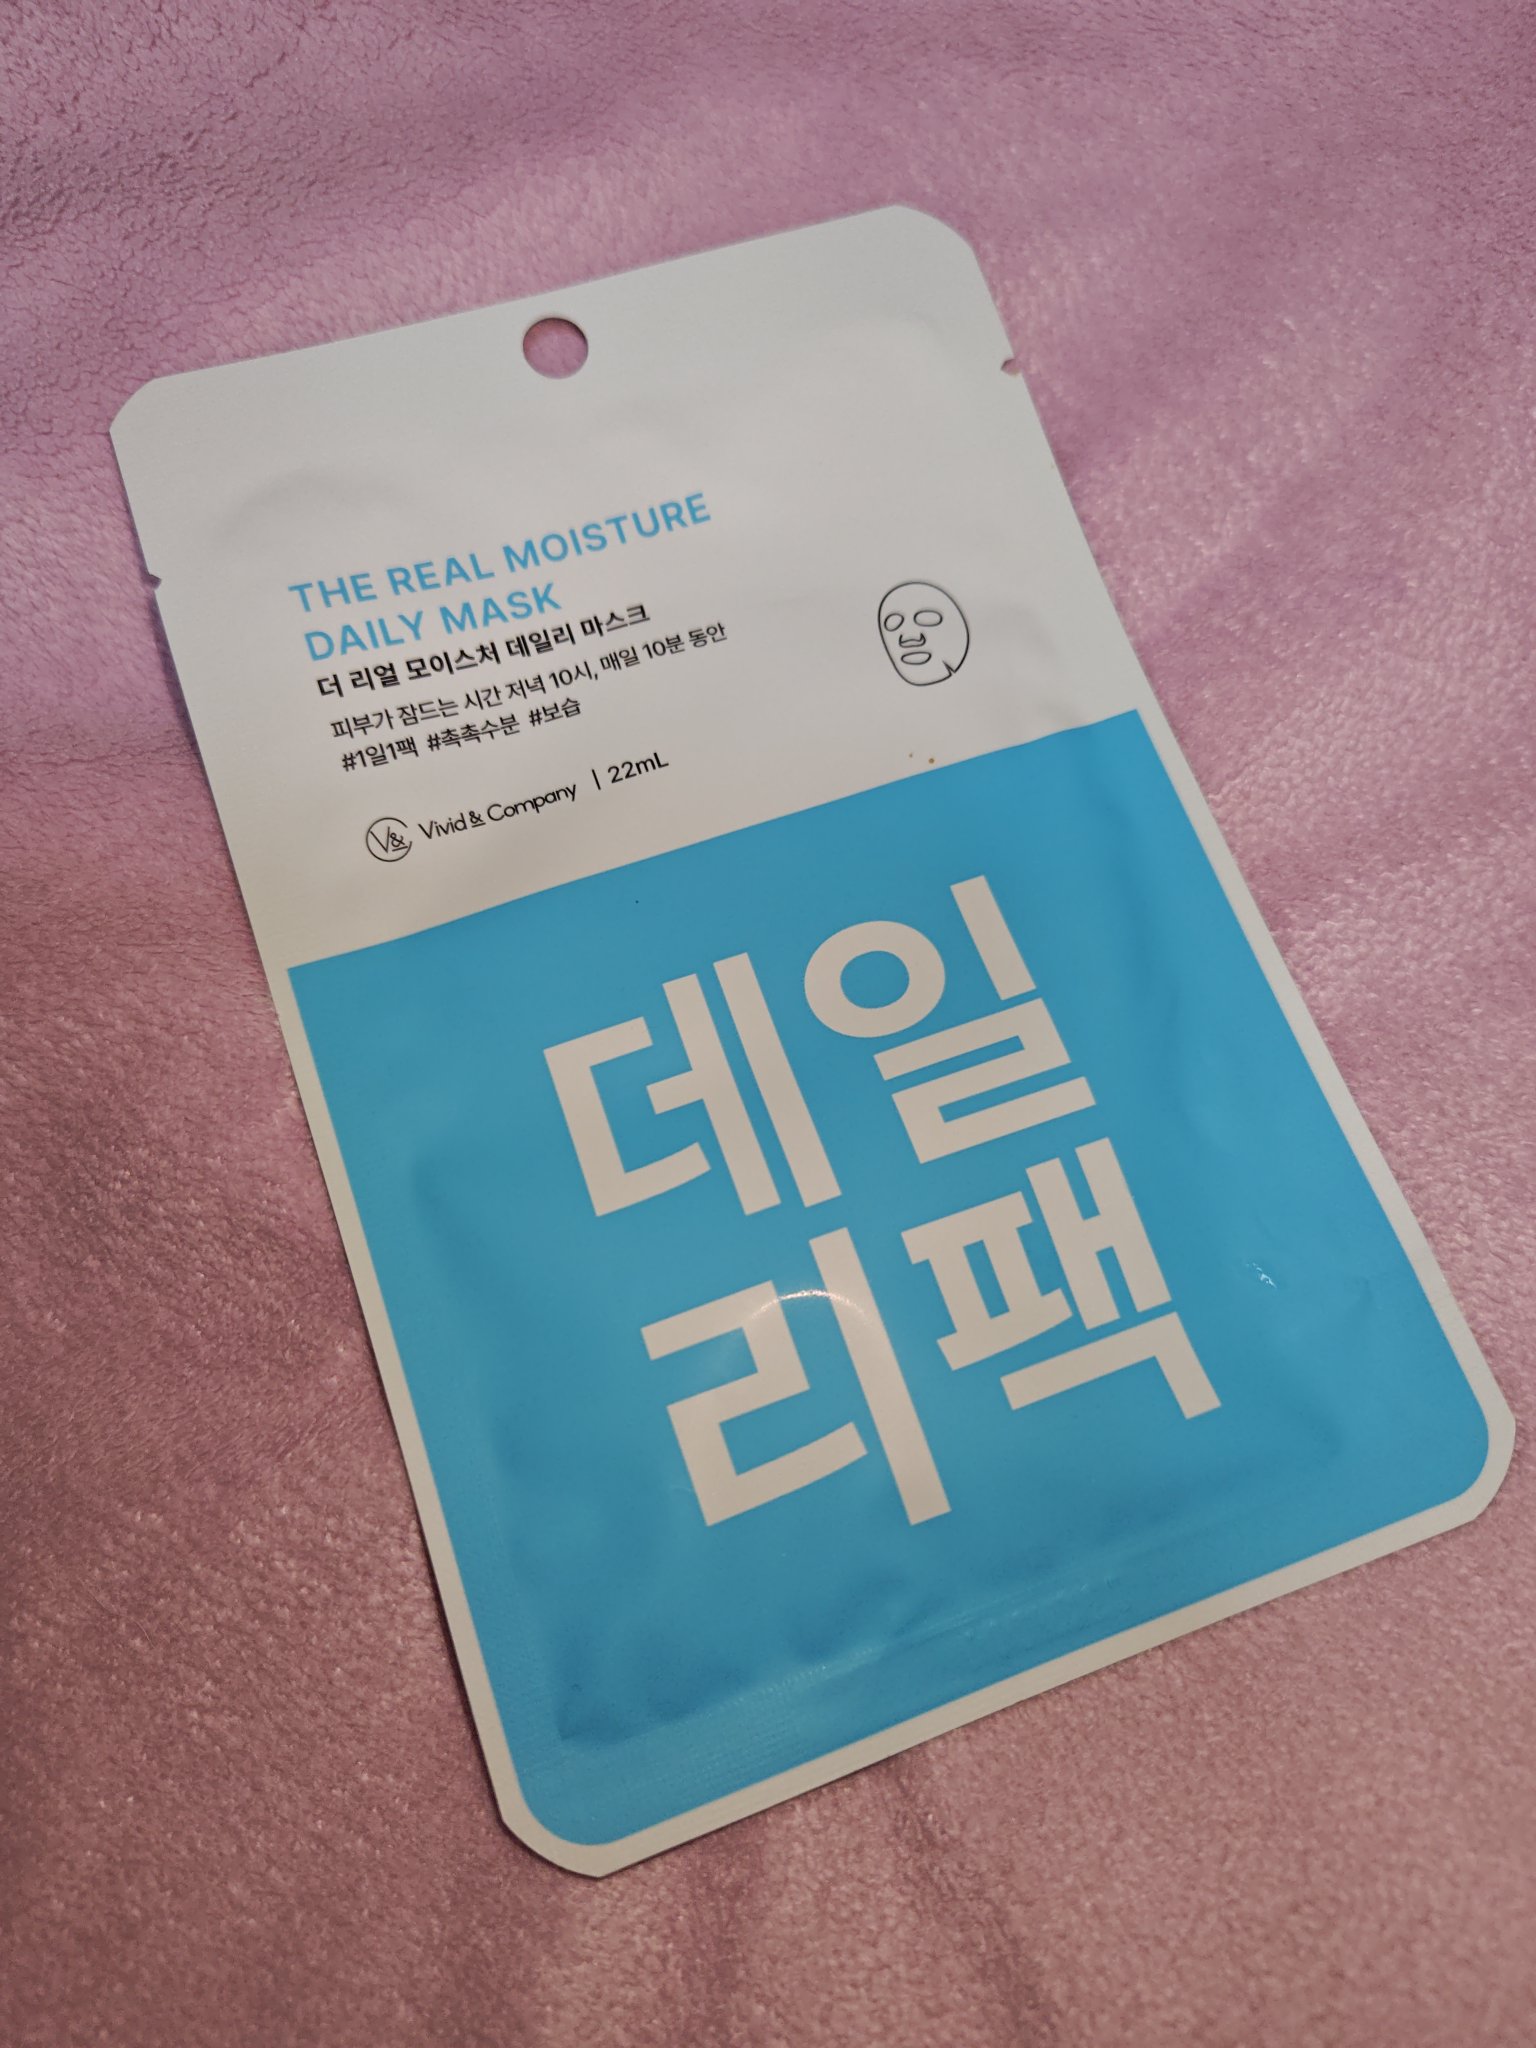 THE REAL MOISTURE
DAILY MASK
더 리얼 모이스처 데일리 마스크
피부가 잠드는 시간 저녁 10시, 매일 10분 동안
#1일1팩 #촉촉수분 #보습
V& Vivid & Company | 22mL
데일
리팩